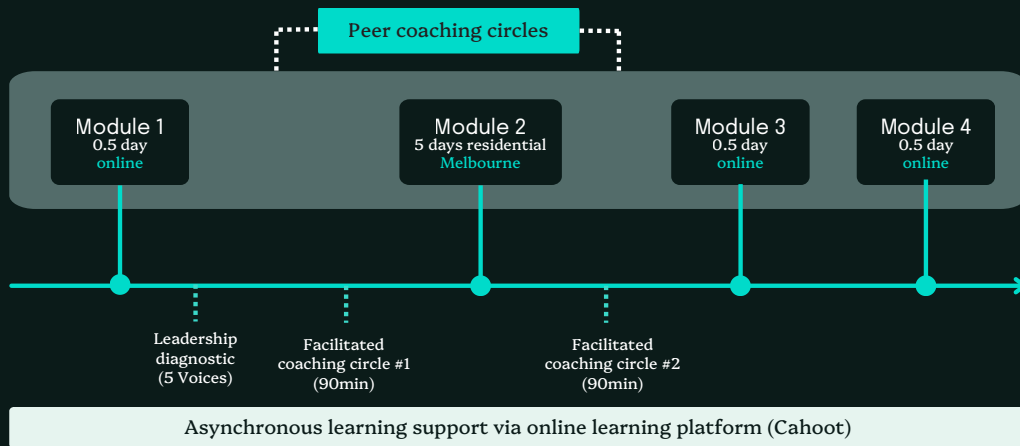 Peer coaching circles
Module 1
0.5 day
online
Module 2
5 days residential
Melbourne
Module 3
0.5 day
online
Module 4
0.5 day
online
Leadership
diagnostic
(5 Voices)
Facilitated
coaching circle #1
(90min)
Facilitated
coaching circle #2
(90min)
Asynchronous learning support via online learning platform (Cahoot)